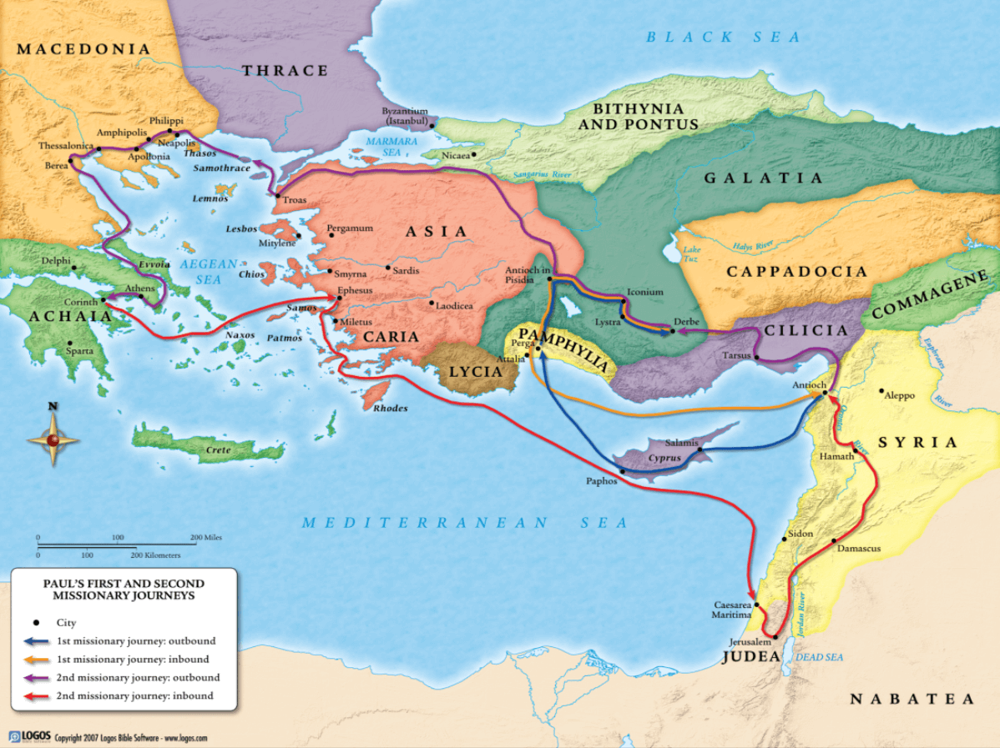 BLACK SEA
MACEDONIA
THRACE
Byzantium
(Istanbul)
BITHYNIA
AND PONTUS
Philippi
Amphipolis
Neapolis
Thessalonica
Apollonia
Thasos
Berea
Samothrace
MARMARA
SEA
Nicaea
Sangarius River
GALATIA
Lemnos
Troas
Lesbos
Pergamum
ASIA
Mitylene
Lake
Tuz
Halys River
Delphi
Evvoia
AEGEAN
SEA
Chios
Smyrna
Sardis
Antioch in
Pisidia
CAPPADOCIA
COMMAGENE
Athens
Corinth
ACHAIA
Ephesus
Samos
Laodicea
Iconium
Miletus
Lystra
Derbe
CILICIA
Naxos
Patmos
CARIA
PAMPHYLIA
Perga
Sparta
Attalia
Tarsus
Euphrates
River
LYCIA
Antioch
Aleppo
N
Rhodes
Orontes
River
SYRIA
Crete
Salamis
Cyprus
Hamath
Paphos
MEDITERRANEAN SEA
0 100 200 Miles
0 100 200 Kilometers
Sidon
Damascus
PAUL'S FIRST AND SECOND
MISSIONARY JOURNEYS
City
1st missionary journey: outbound
1st missionary journey: inbound
2nd missionary journey: outbound
2nd missionary journey: inbound
Caesarea
Maritima
Jordan River
Jerusalem
JUDEA
DEAD SEA
NABATEA
LOGOS
Copyright 2007 Logos Bible Software - www.logos.com